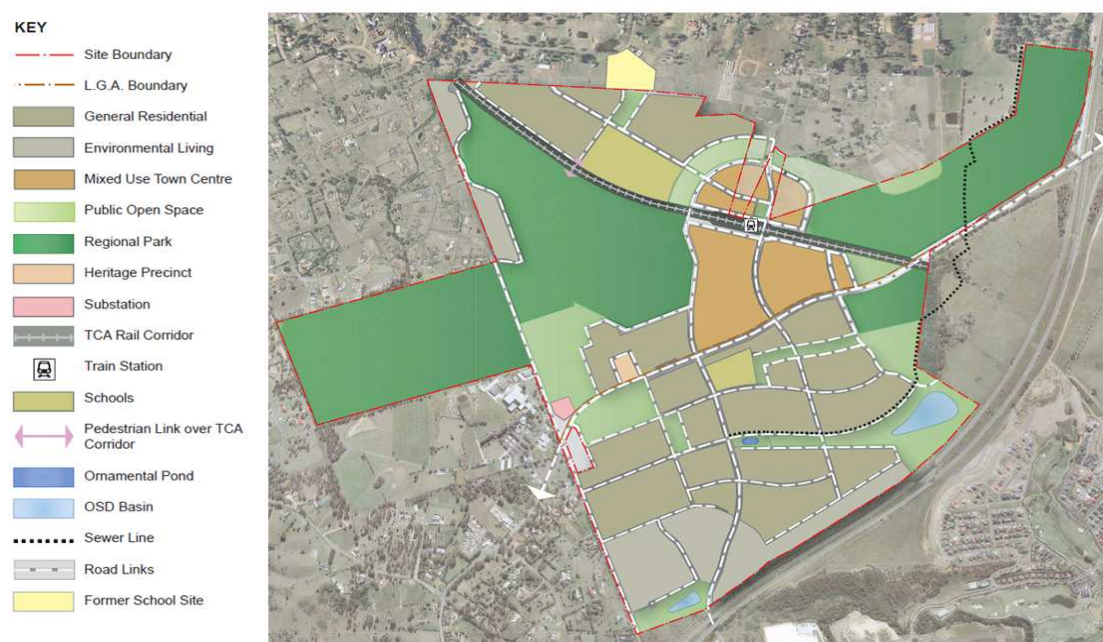 KEY
Site Boundary
L.G.A. Boundary
General Residential
Environmental Living
Mixed Use Town Centre
Public Open Space
Regional Park
Heritage Precinct
Substation
TCA Rail Corridor
Train Station
Schools
Pedestrian Link over TCA
Corridor
Ornamental Pond
OSD Basin
Sewer Line
Road Links
Former School Site